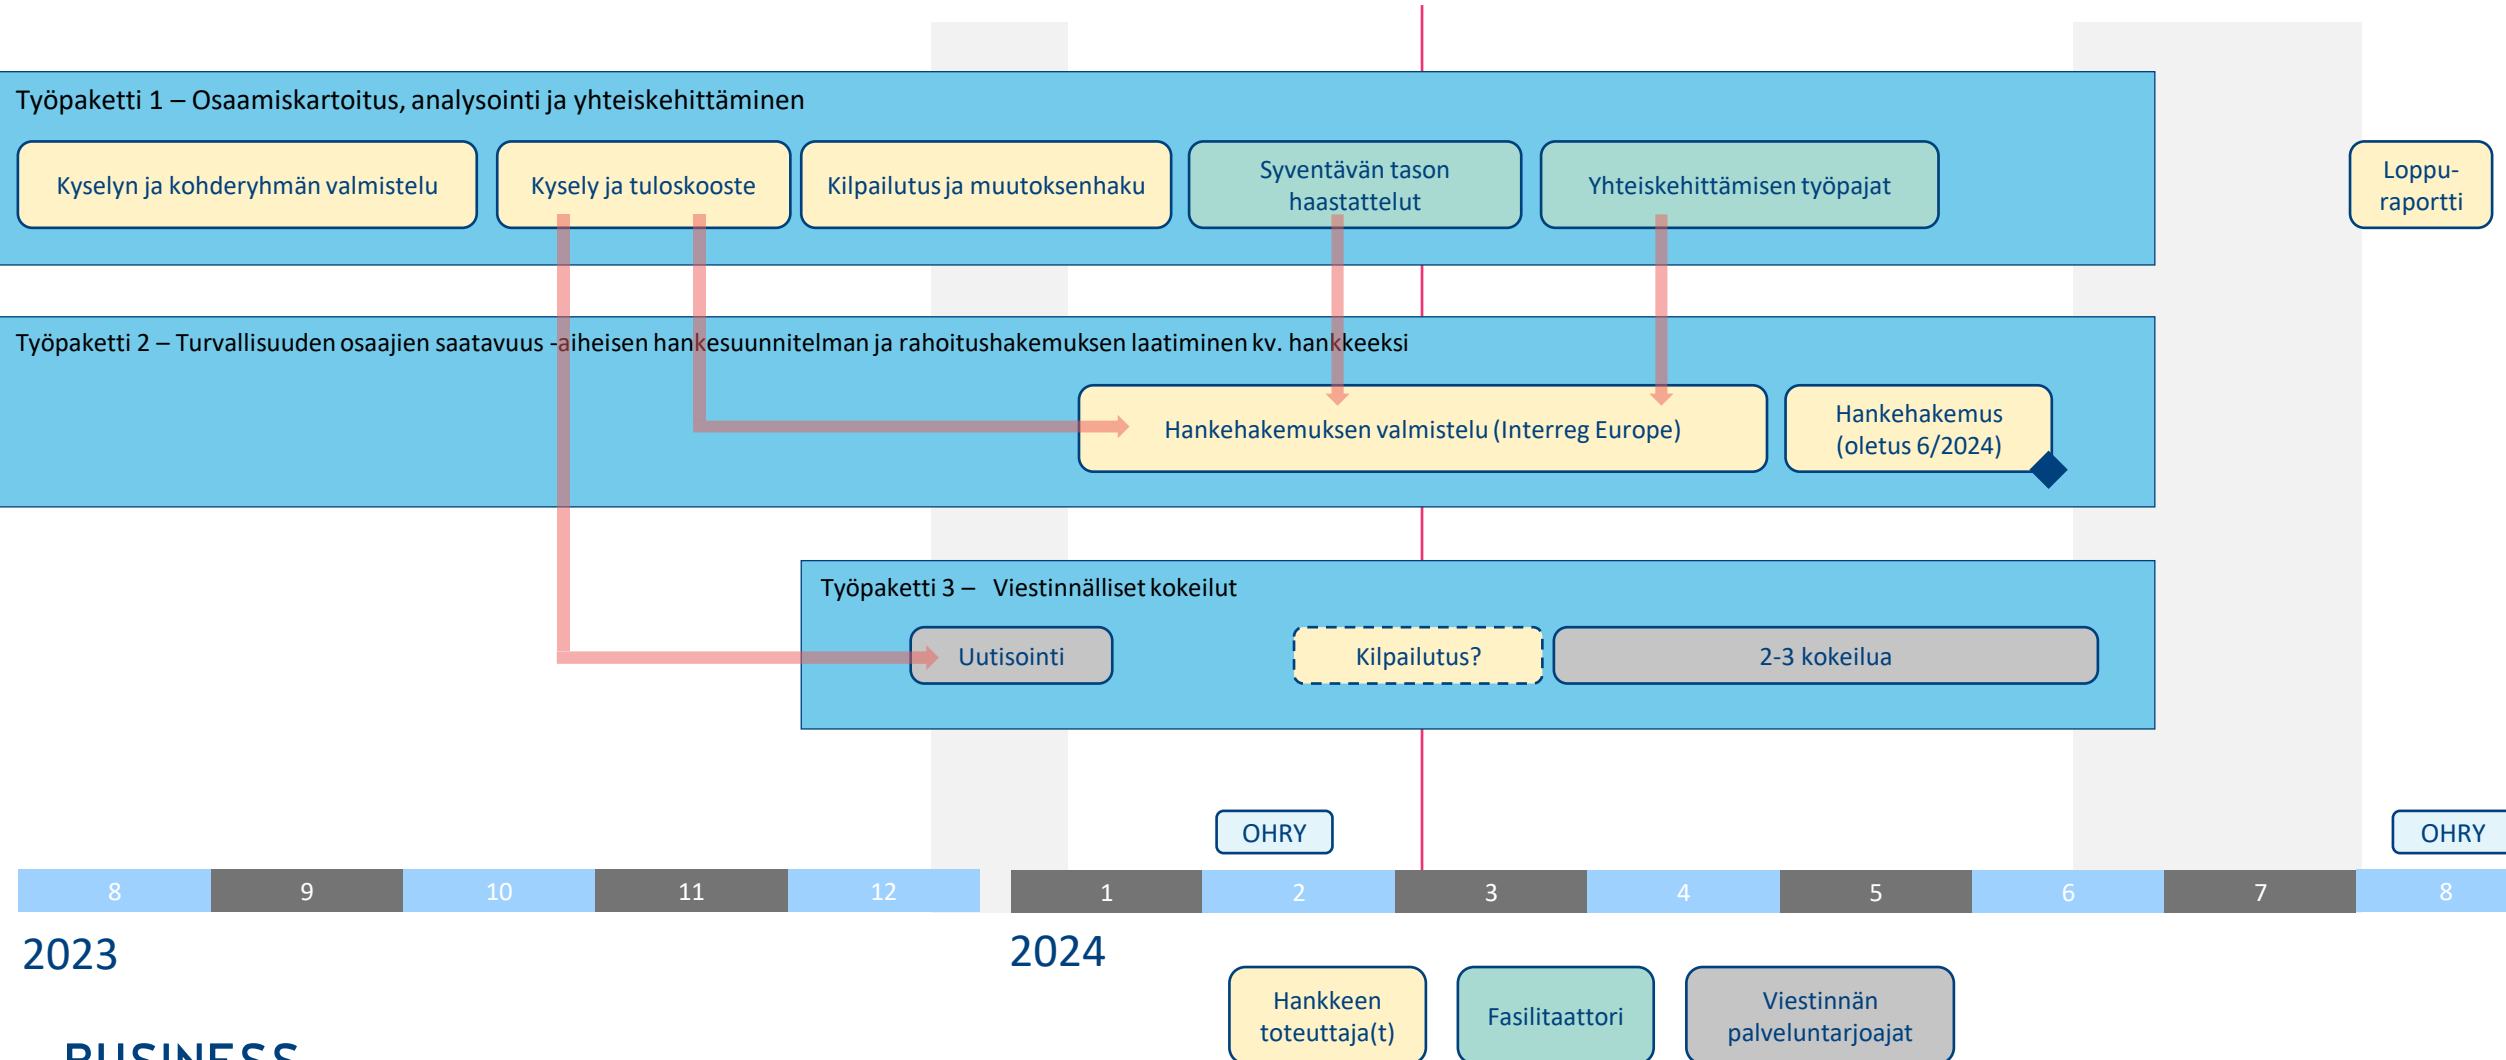 Työpaketti 1 – Osaamiskartoitus, analysointi ja yhteiskehittäminen
Kyselyn ja kohderyhmän valmistelu
Kysely ja tuloskooste
Kilpailutus ja muutoksenhaku
Syventävän tason
haastattelut
Yhteiskehittämisen työpajat
Loppu-
raportti
Työpaketti 2 – Turvallisuuden osaajien saatavuus -aiheisen hankesuunnitelman ja rahoitushakemuksen laatiminen kv. hankkeeksi
Hankehakemuksen valmistelu (Interreg Europe)
Hankehakemus
(oletus 6/2024)
Työpaketti 3 – Viestinnälliset kokeilut
Uutisointi
Kilpailutus?
2-3 kokeilua
OHRY
OHRY
8 9 10 11 12 1 2 3 4 5 6 7 8
2023
2024
Hankkeen
toteuttaja(t)
Fasilitaattori
Viestinnän
palveluntarjoajat
BUSINESS